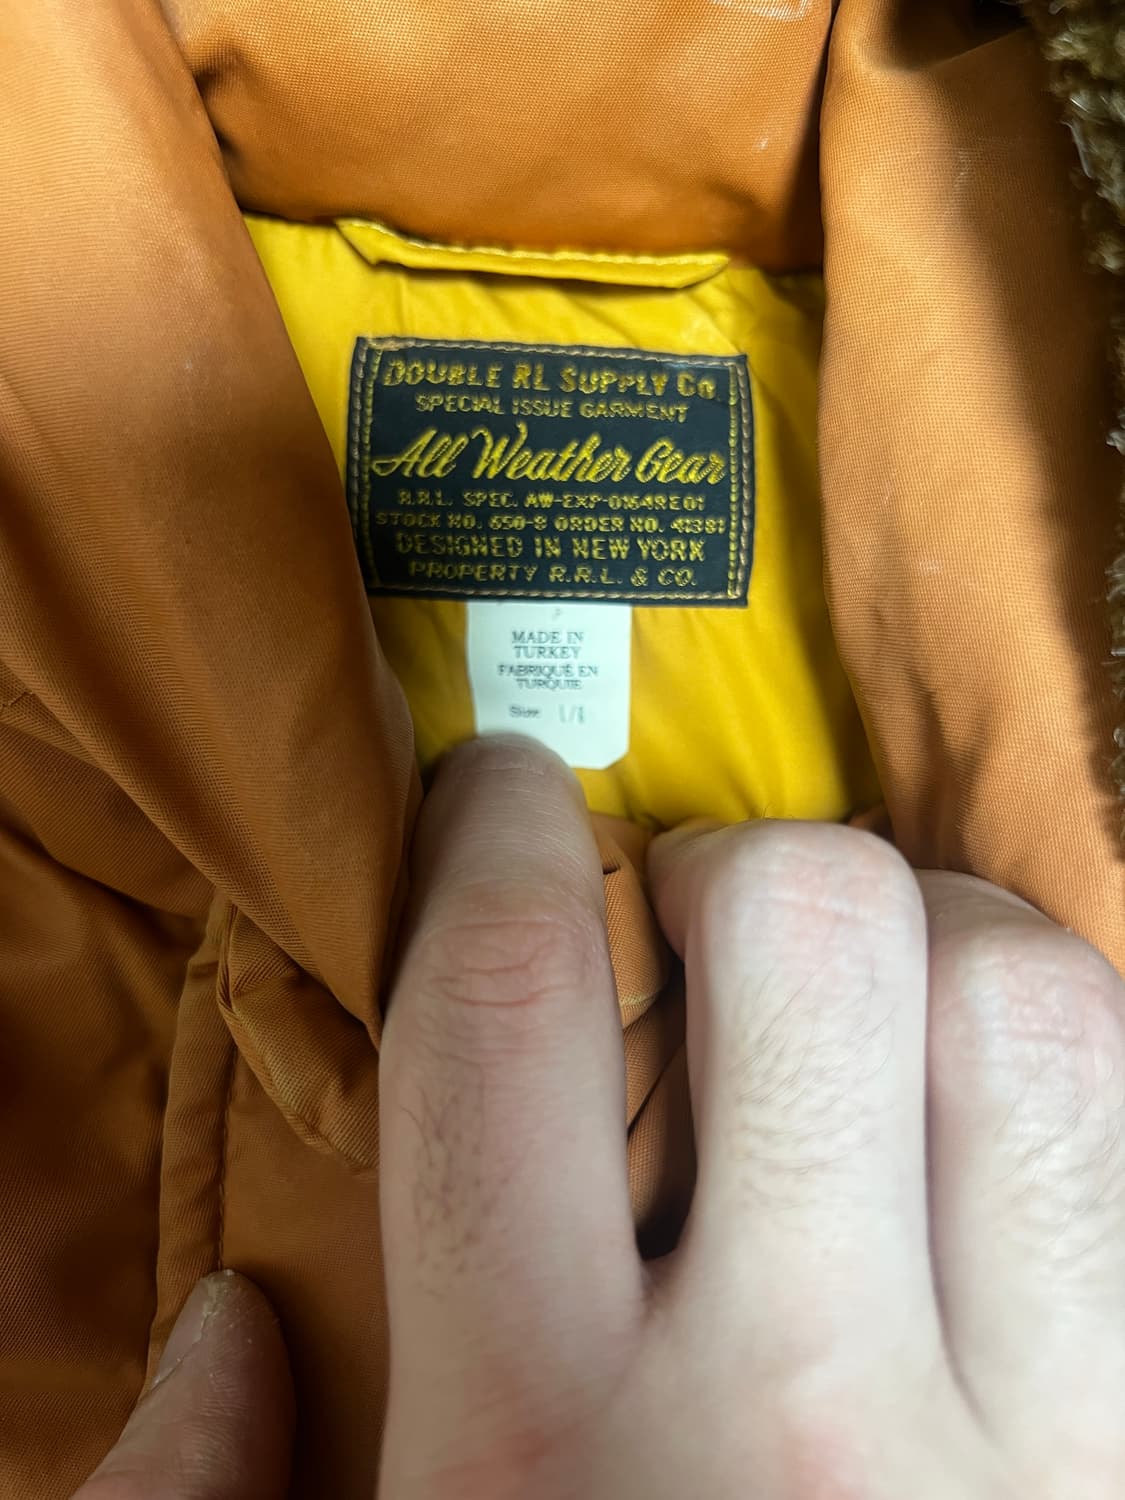 DOUBLE RL SUPPLY Co.
SPECIAL ISSUE GARMENT
All Weather Gear
R.R.L. SPEC. AW-EXP-0164RE01
STOCK NO. 650-8 ORDER NO. 41381
DESIGNED IN NEW YORK
PROPERTY R.R.L. & CO.
MADE IN
TURKEY
FABRIQUÉ EN
TURQUIE
Size